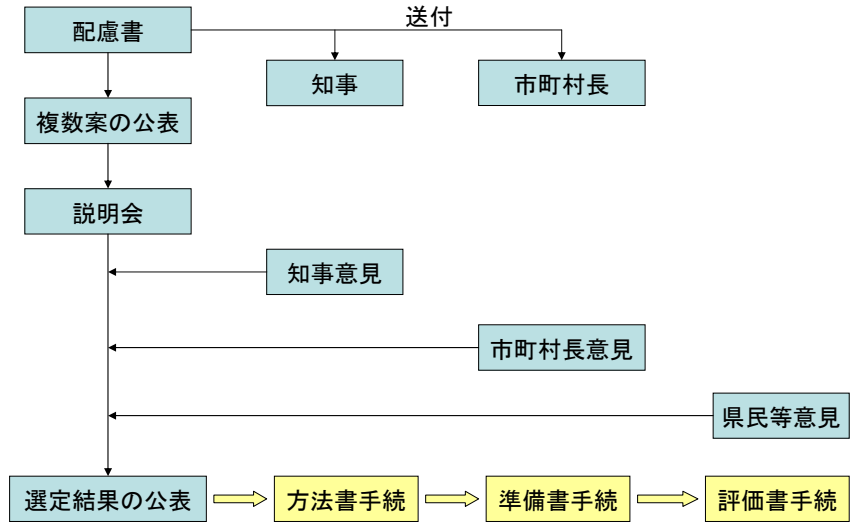 送付
配慮書
知事
市町村長
複数案の公表
説明会
知事意見
市町村長意見
県民等意見
選定結果の公表
方法書手続
準備書手続
評価書手続